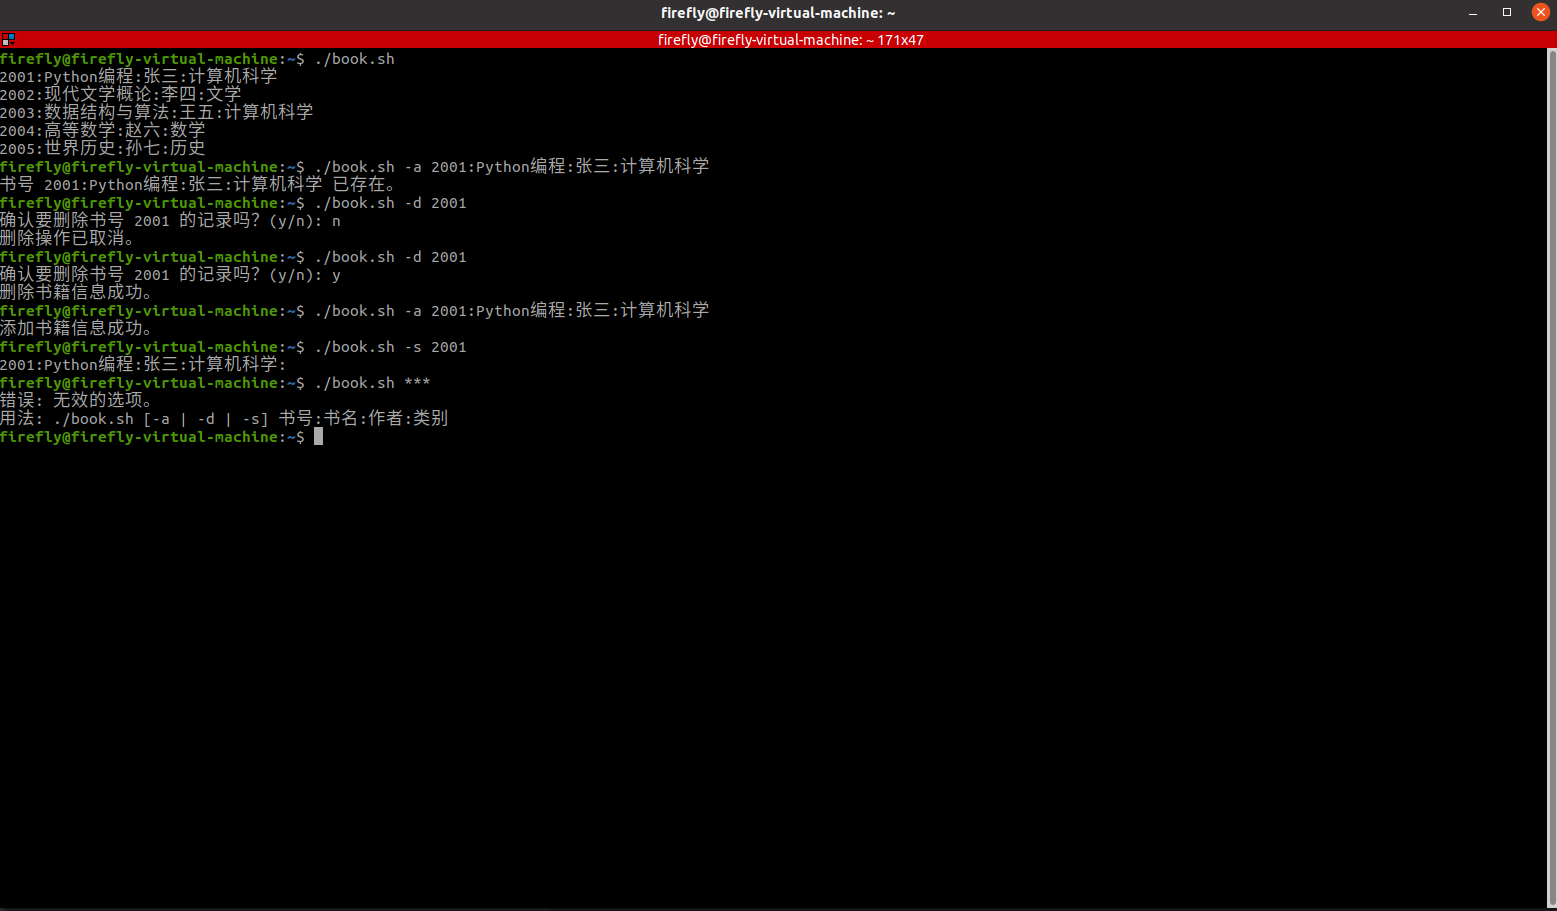 firefly@firefly-virtual-machine: ~
firefly@firefly-virtual-machine: ~ 171x47
firefly@firefly-virtual-machine:~$ ./book.sh
2001:Python编程:张三:计算机科学
2002:现代文学概论:李四:文学
2003:数据结构与算法:王五:计算机科学
2004:高等数学:赵六:数学
2005:世界历史:孙七:历史
firefly@firefly-virtual-machine:~$ ./book.sh -a 2001:Python编程:张三:计算机科学
书号 2001:Python编程:张三:计算机科学 已存在。
firefly@firefly-virtual-machine:~$ ./book.sh -d 2001
确认要删除书号 2001 的记录吗？(y/n): n
删除操作已取消。
firefly@firefly-virtual-machine:~$ ./book.sh -d 2001
确认要删除书号 2001 的记录吗？(y/n): y
删除书籍信息成功。
firefly@firefly-virtual-machine:~$ ./book.sh -a 2001:Python编程:张三:计算机科学
添加书籍信息成功。
firefly@firefly-virtual-machine:~$ ./book.sh -s 2001
2001:Python编程:张三:计算机科学:
firefly@firefly-virtual-machine:~$ ./book.sh ***
错误: 无效的选项。
用法: ./book.sh [-a | -d | -s] 书号:书名:作者:类别
firefly@firefly-virtual-machine:~$